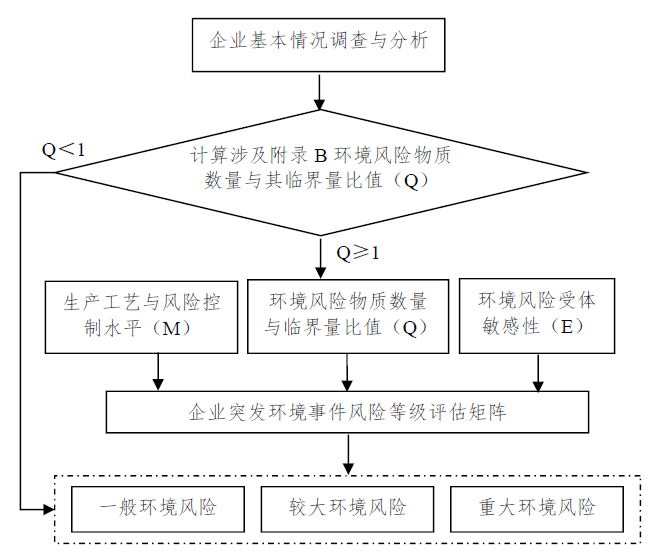 企业基本情况调查与分析
Q＜1
计算涉及附录 B 环境风险物质
数量与其临界量比值（Q）
Q≥1
生产工艺与风险控
制水平（M）
环境风险物质数量
与临界量比值（Q）
环境风险受体
敏感性（E）
企业突发环境事件风险等级评估矩阵
一般环境风险
较大环境风险
重大环境风险